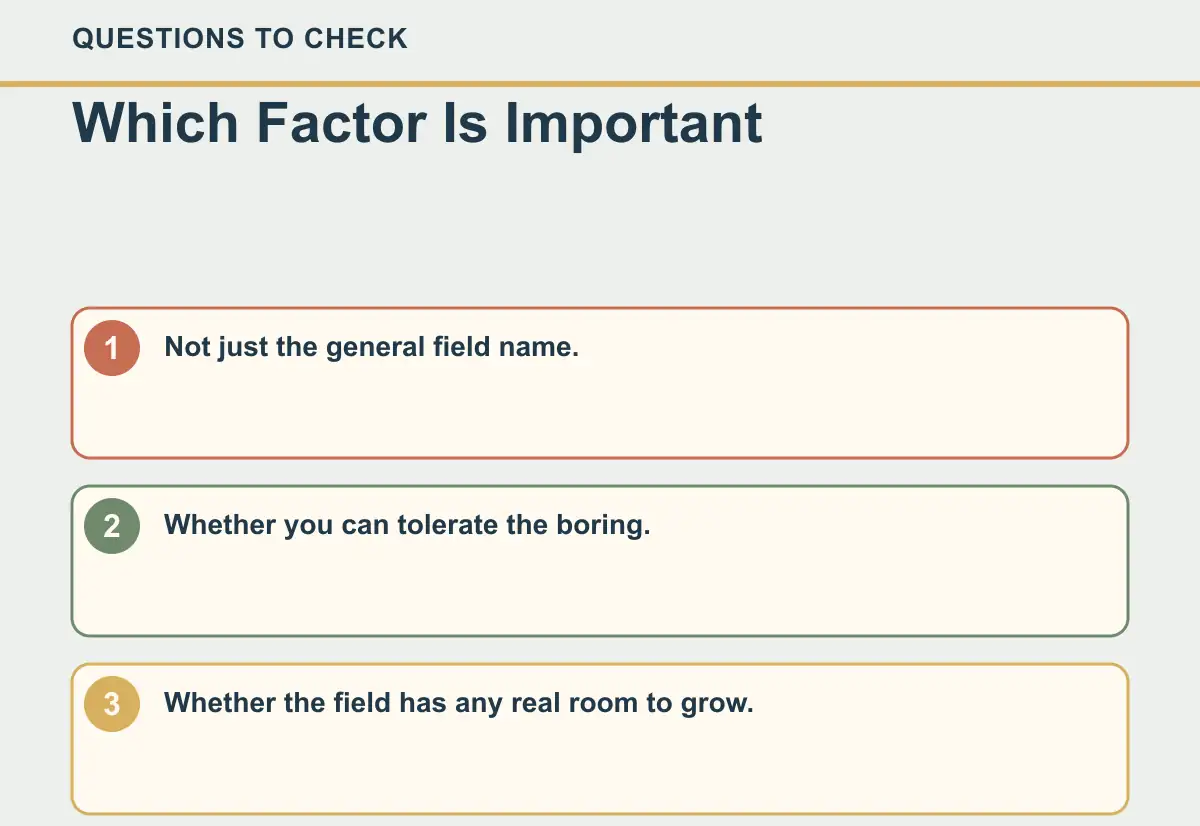 QUESTIONS TO CHECK
Which Factor Is Important
1 Not just the general field name.
2 Whether you can tolerate the boring.
3 Whether the field has any real room to grow.